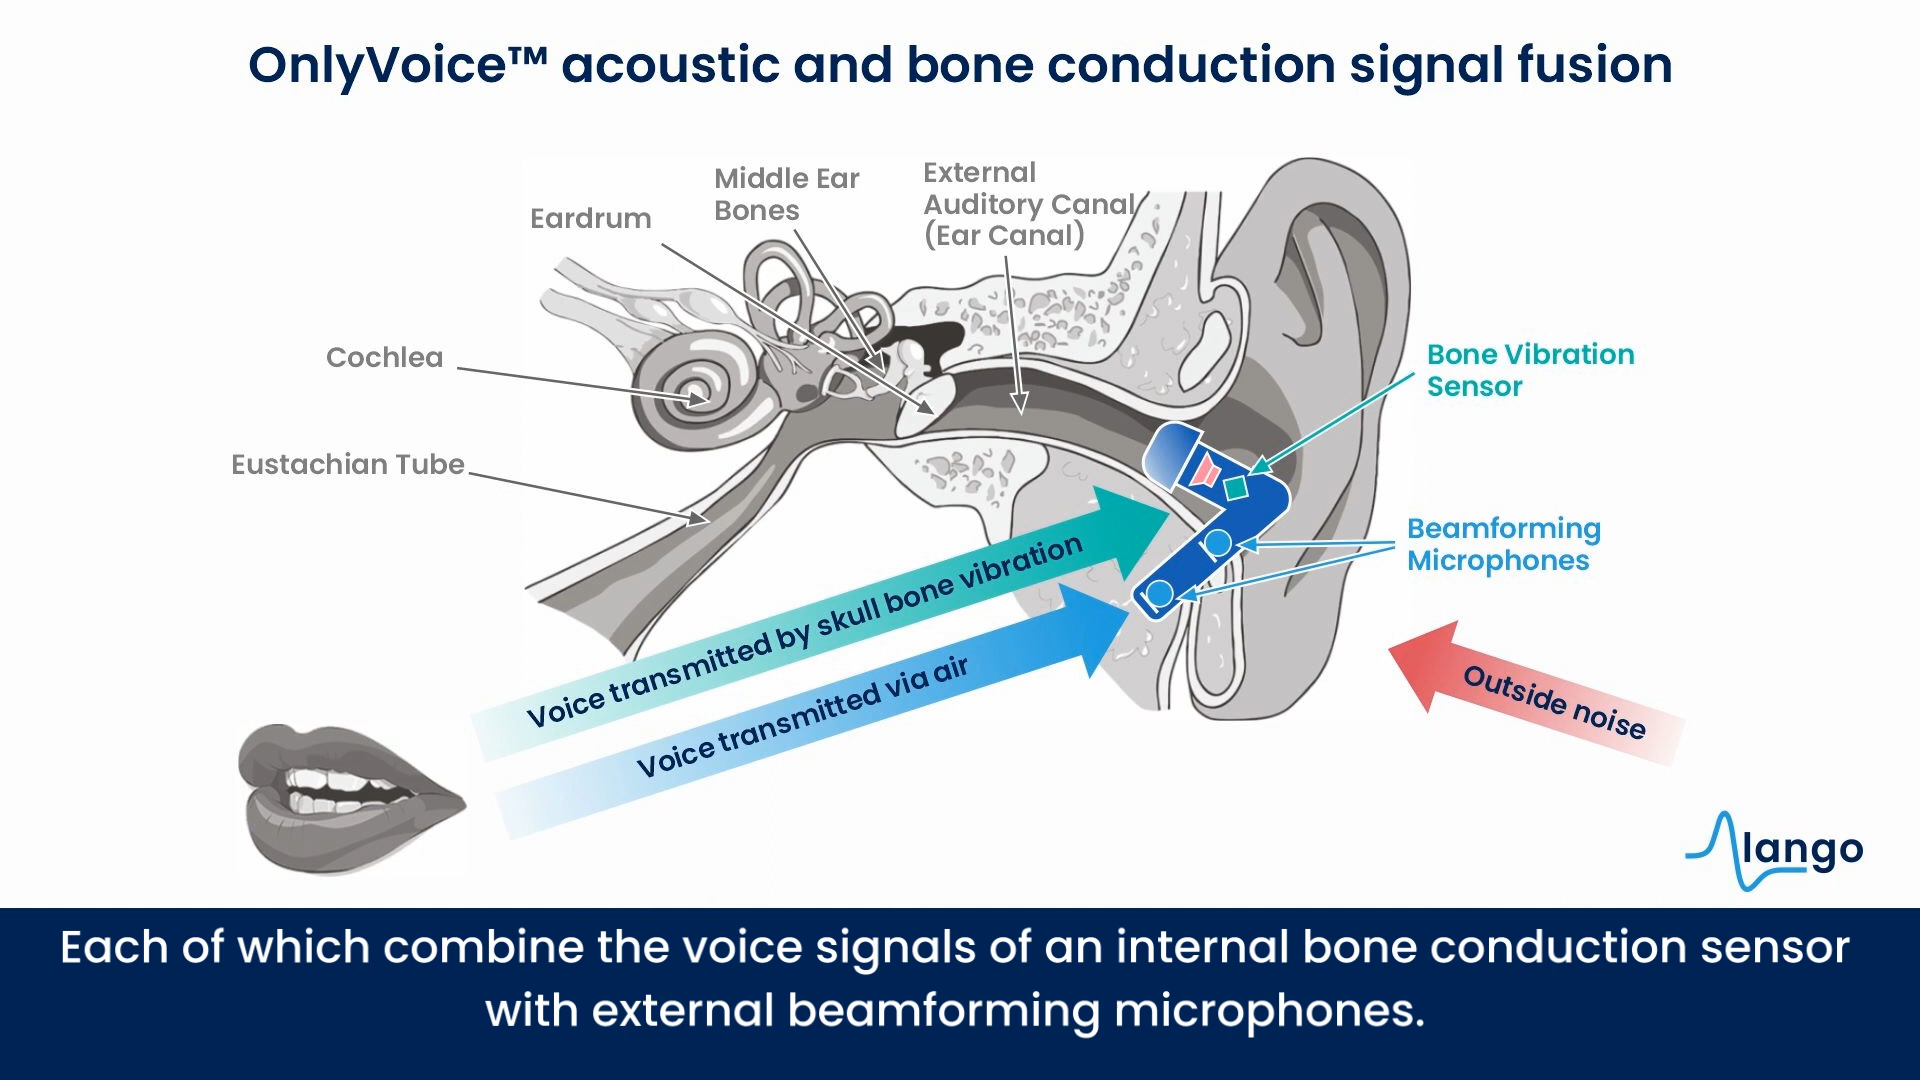 OnlyVoice™ acoustic and bone conduction signal fusion
Middle Ear
Bones
External
Auditory Canal
(Ear Canal)
Eardrum
Cochlea
Eustachian Tube
Bone Vibration
Sensor
Beamforming
Microphones
Voice transmitted by skull bone vibration
Voice transmitted via air
Outside noise
lango
Each of which combine the voice signals of an internal bone conduction sensor
with external beamforming microphones.